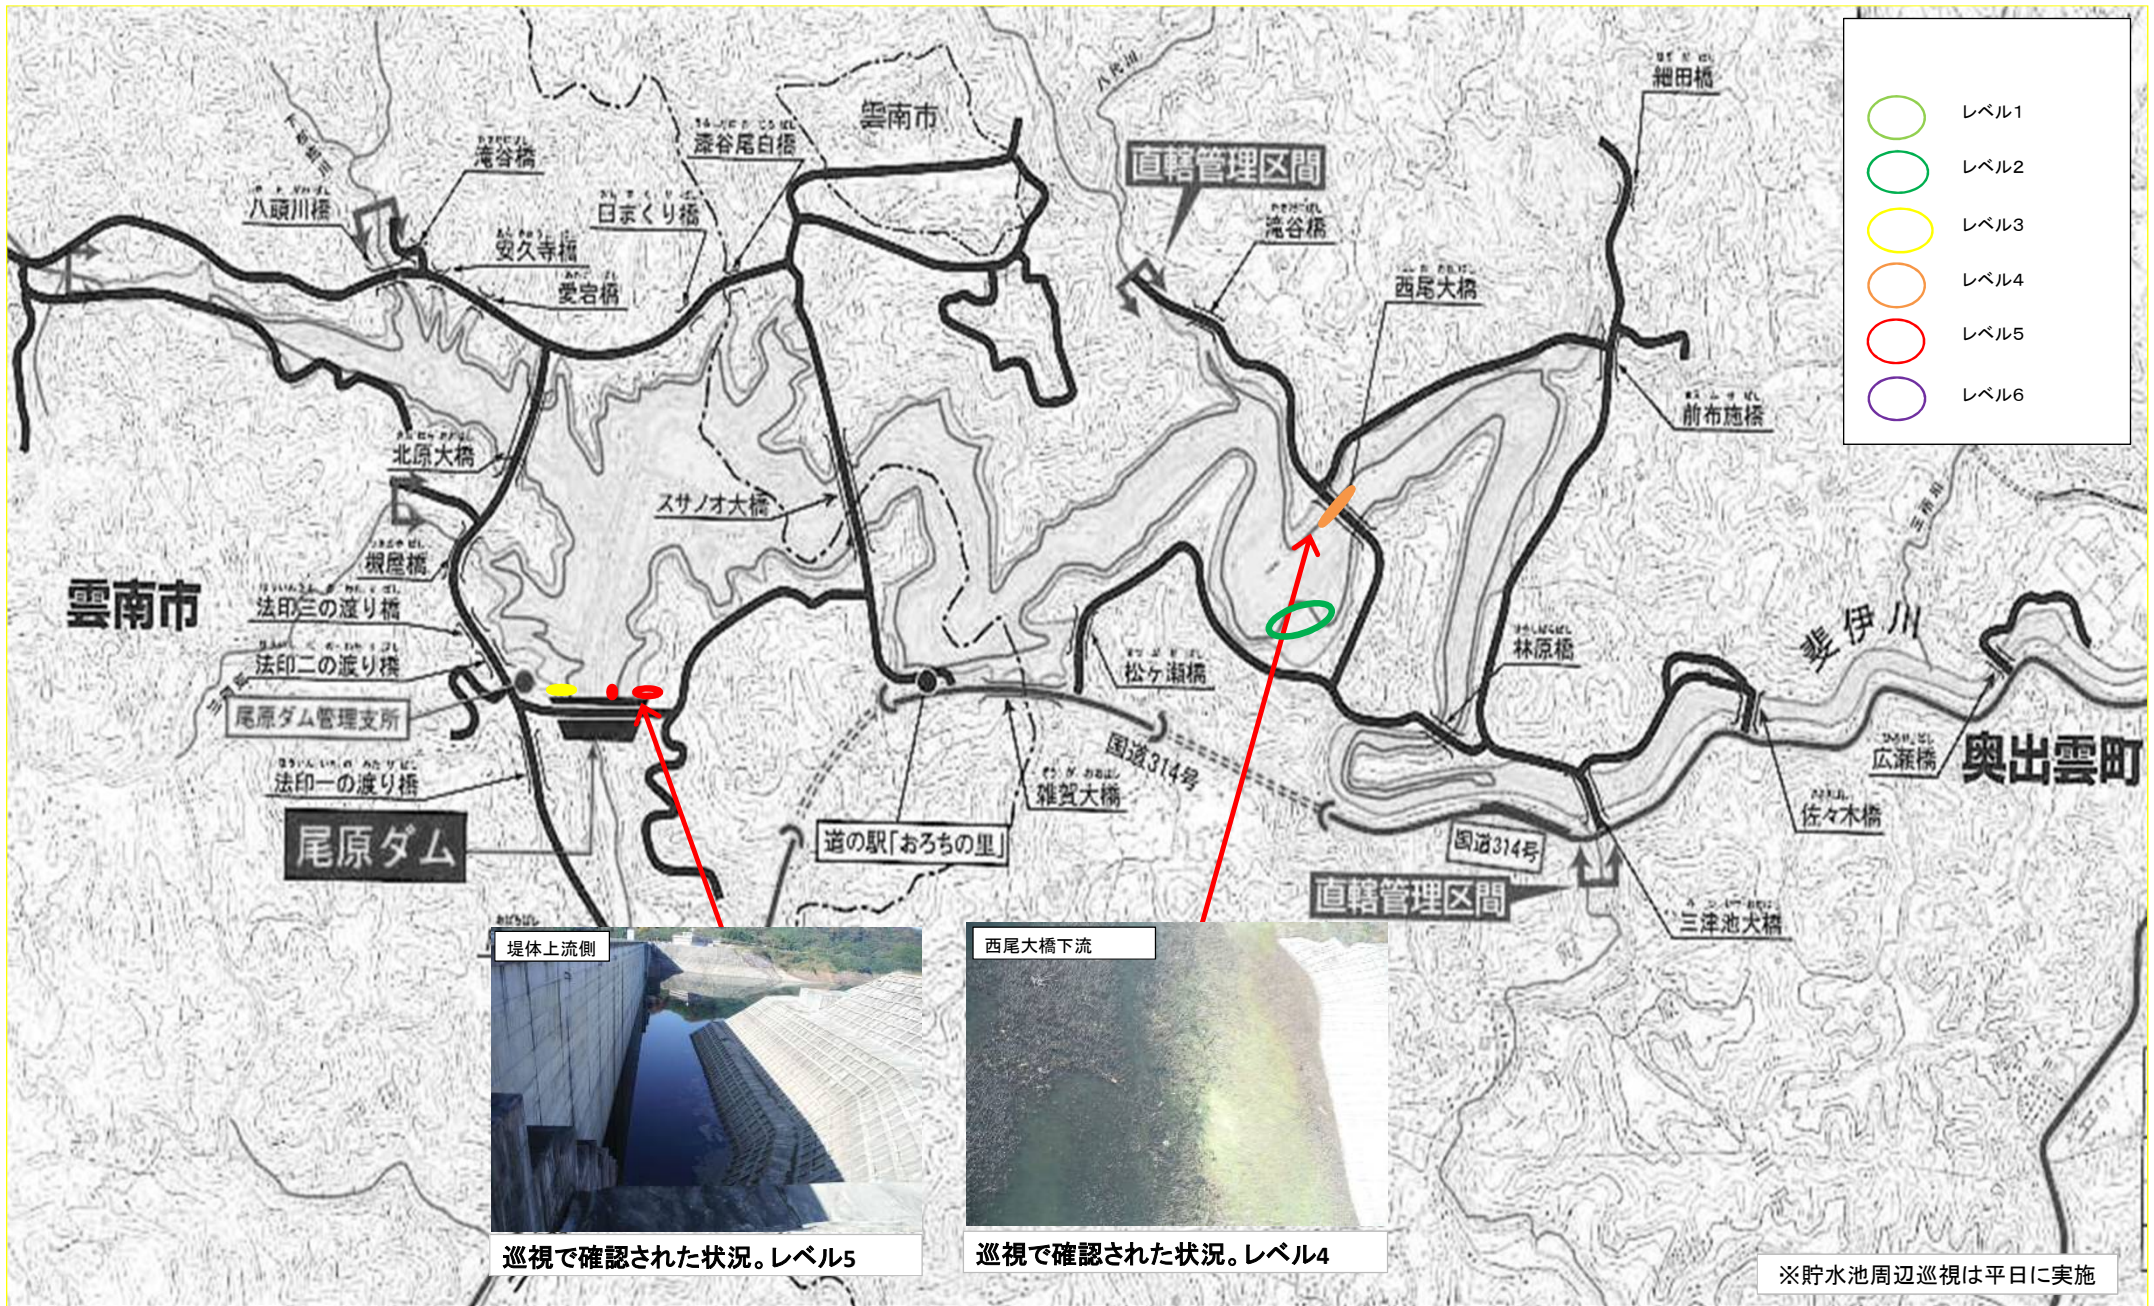 雲南市
細田橋
レベル1
レベル2
レベル3
レベル4
レベル5
レベル6
滝谷橋
漆谷尾白橋
直轄管理区間
八頭川橋
日まくり橋
滝谷橋
安久寺橋
愛宕橋
西尾大橋
前布施橋
北原大橋
スサノオ大橋
槻屋橋
雲南市
法印三の渡り橋
斐伊川
林原橋
法印二の渡り橋
松ヶ瀬橋
尾原ダム管理支所
国道314号
広瀬橋
奥出雲町
法印一の渡り橋
雑賀大橋
佐々木橋
尾原ダム
道の駅「おろちの里」
国道314号
直轄管理区間
三津池大橋
堤体上流側
西尾大橋下流
巡視で確認された状況。レベル5
巡視で確認された状況。レベル4
※貯水池周辺巡視は平日に実施